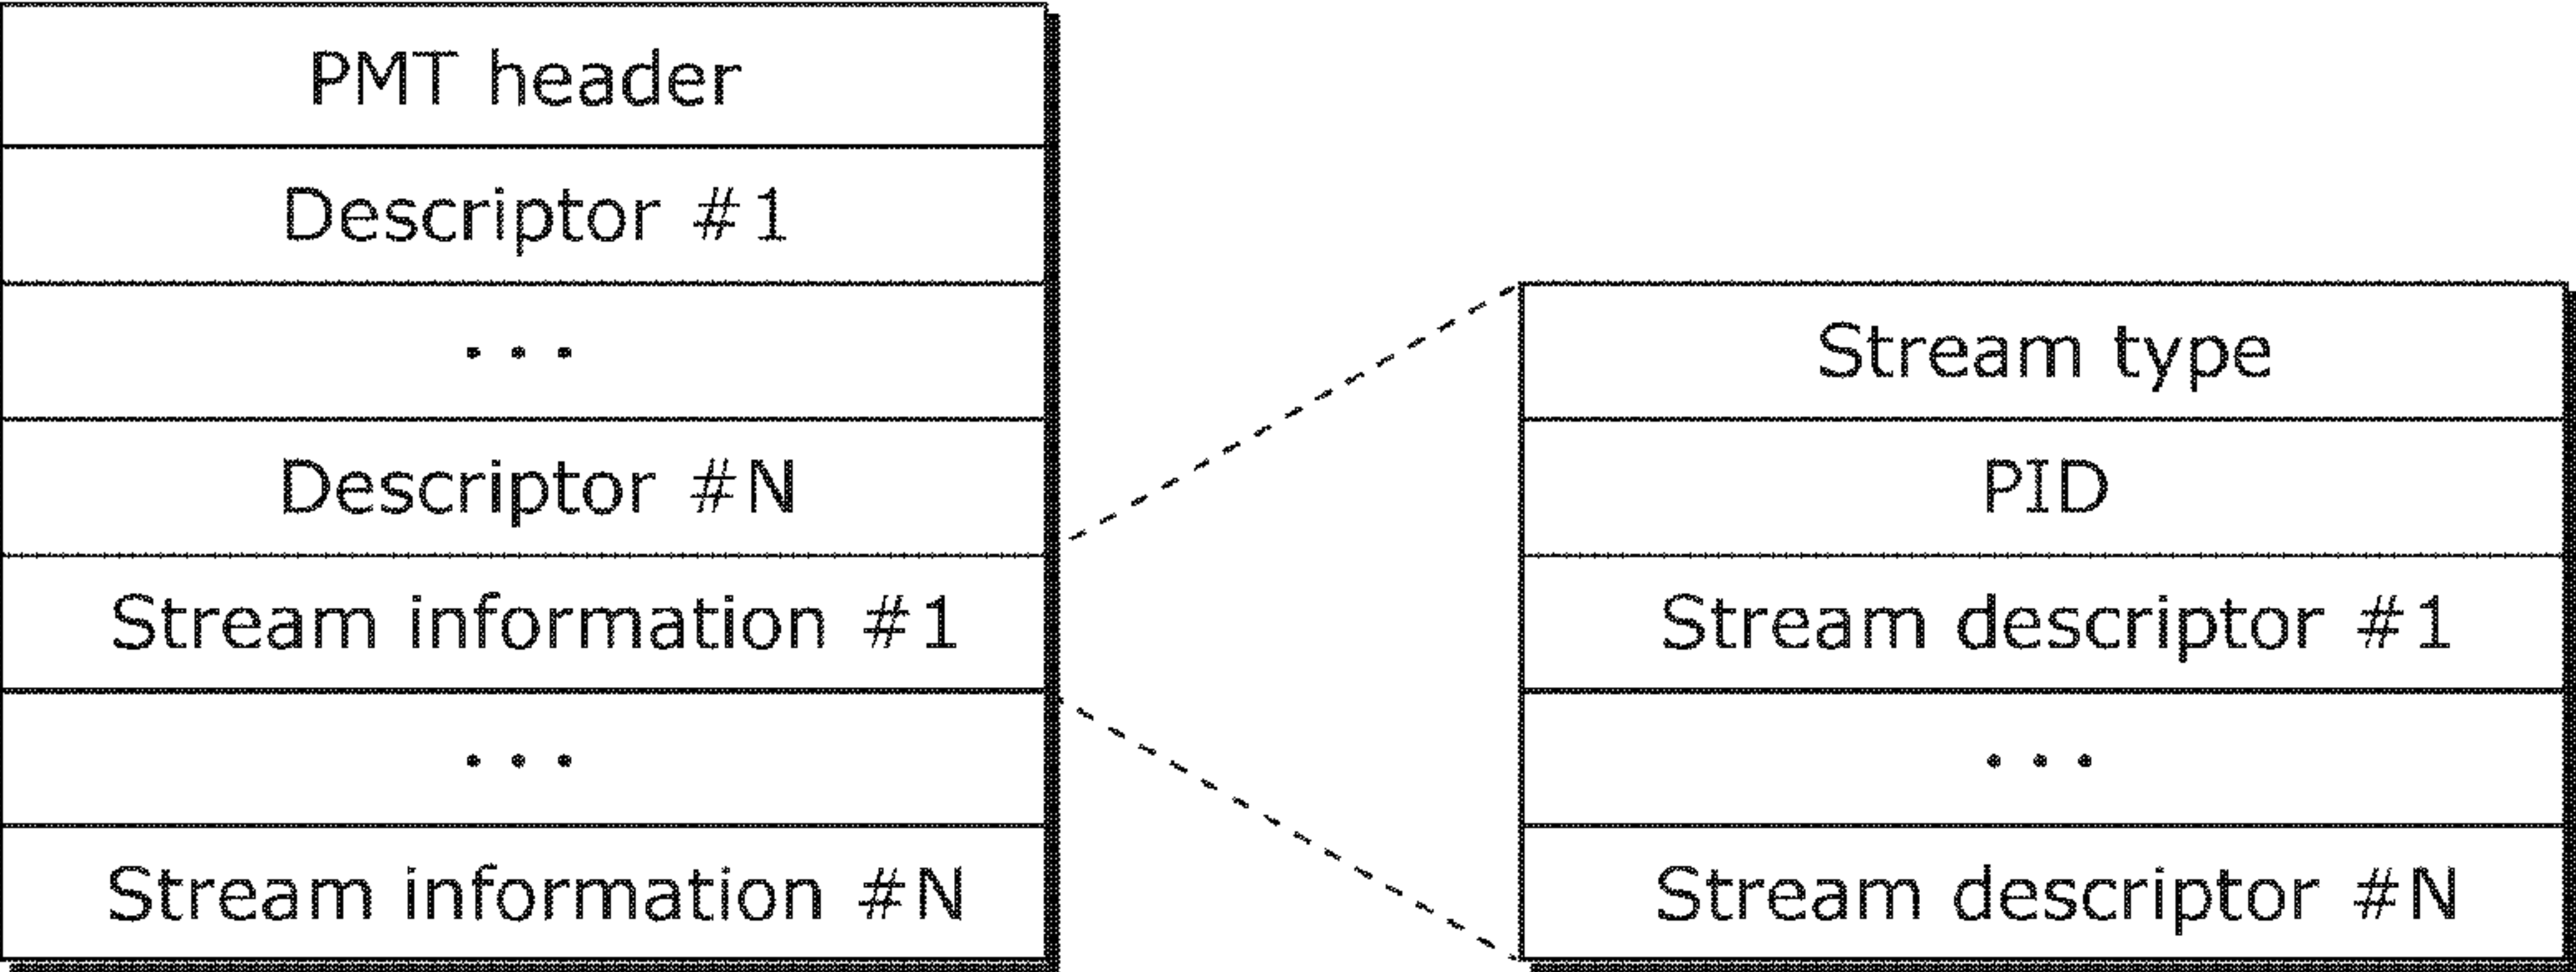 PMT header
Descriptor #1
...
Descriptor #N
Stream information #1
...
Stream information #N
Stream type
PID
Stream descriptor #1
...
Stream descriptor #N